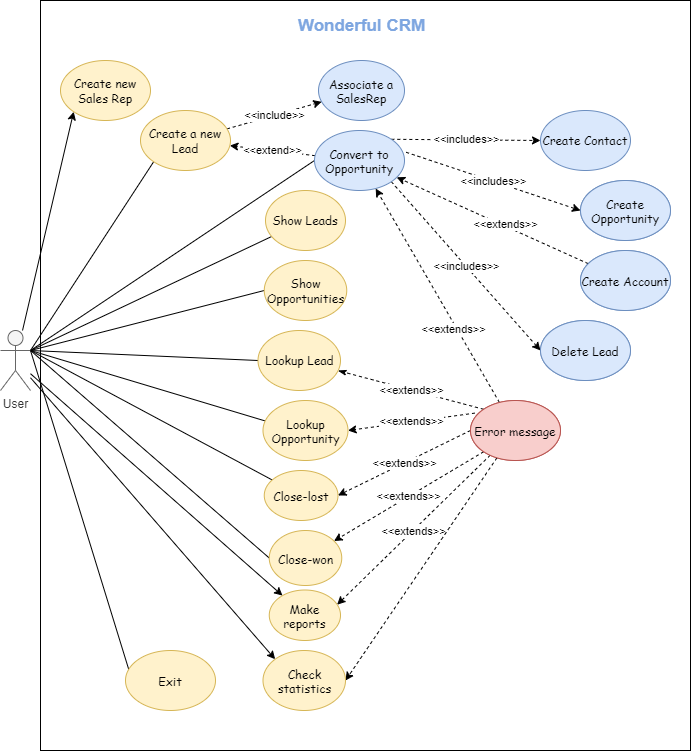 Wonderful CRM
Create new
Sales Rep
Associate a
SalesRep
<<include>>
Create a new
Lead
<<extend>>
Convert to
Opportunity
<<includes>>
Create Contact
<<includes>>
Create
Opportunity
<<extends>>
Show Leads
<<includes>>
Create Account
Show
Opportunities
<<extends>>
Delete Lead
Lookup Lead
User
<<extends>>
<<extends>>
Lookup
Opportunity
Error message
<<extends>>
Close-lost
<<extends>>
<<extends>>
Close-won
Make
reports
Exit
Check
statistics